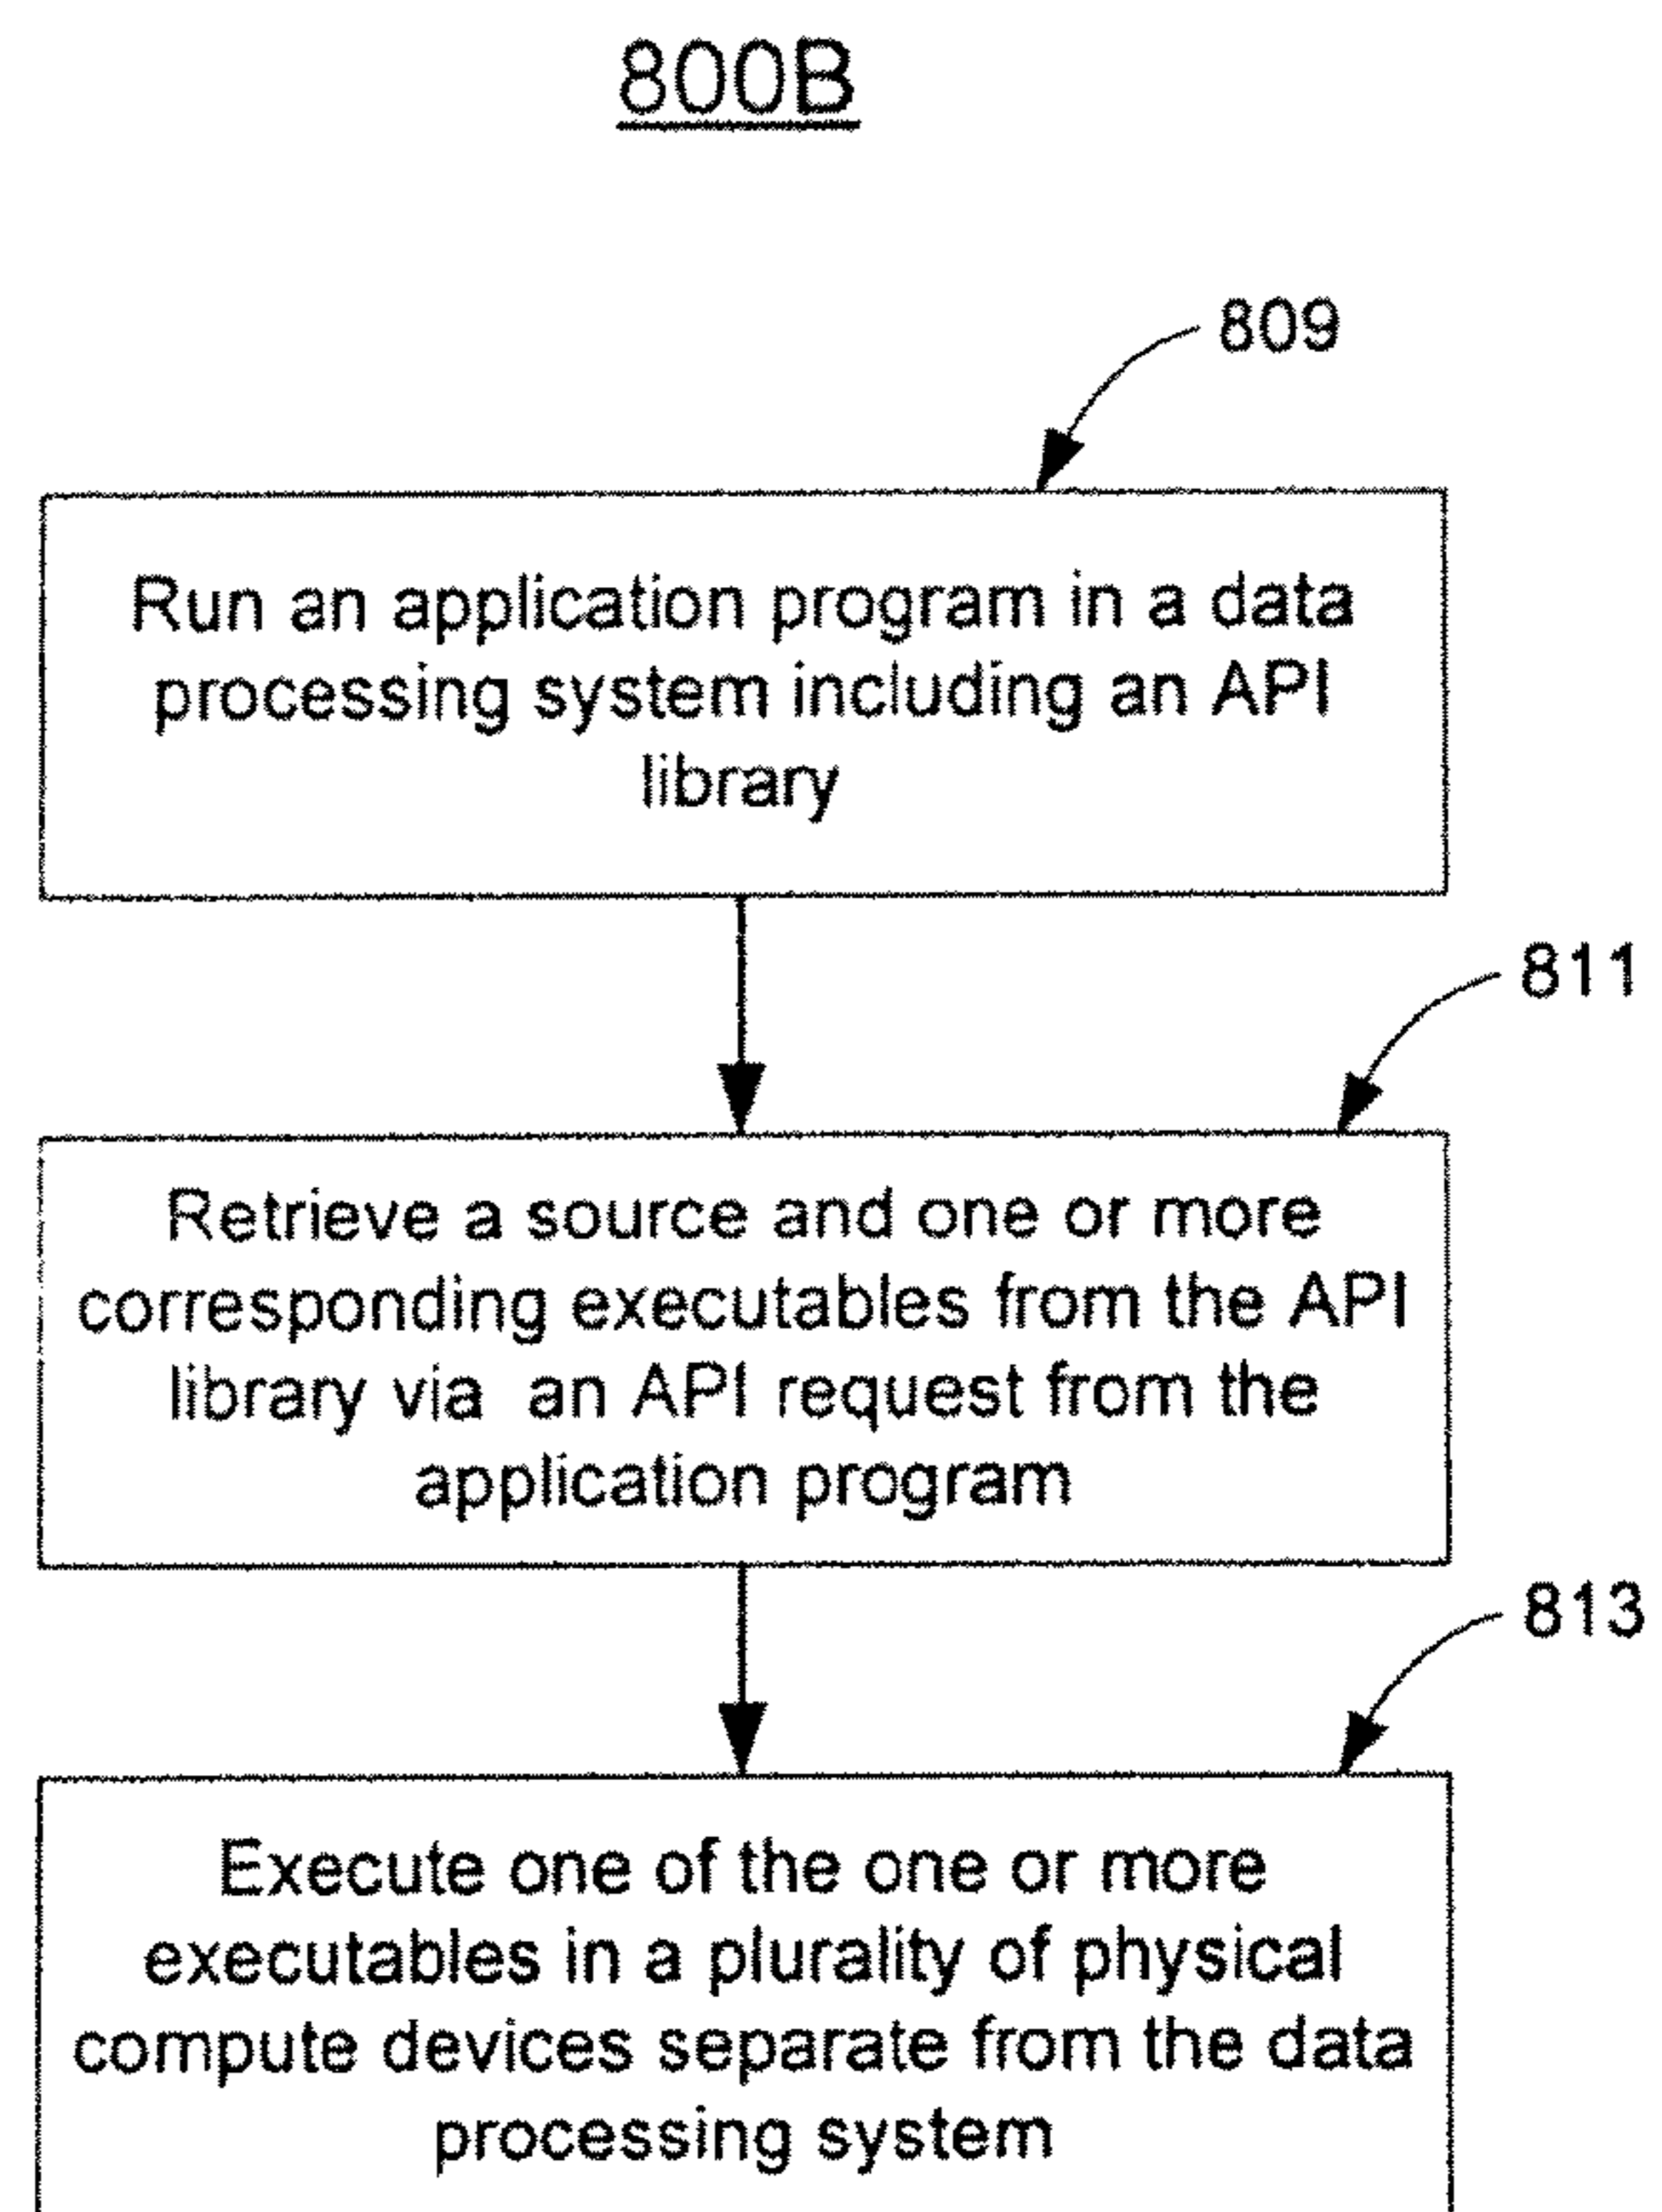 800B
809
Run an application program in a data
processing system including an API
library
811
Retrieve a source and one or more
corresponding executables from the API
library via an API request from the
application program
813
Execute one of the one or more
executables in a plurality of physical
compute devices separate from the data
processing system